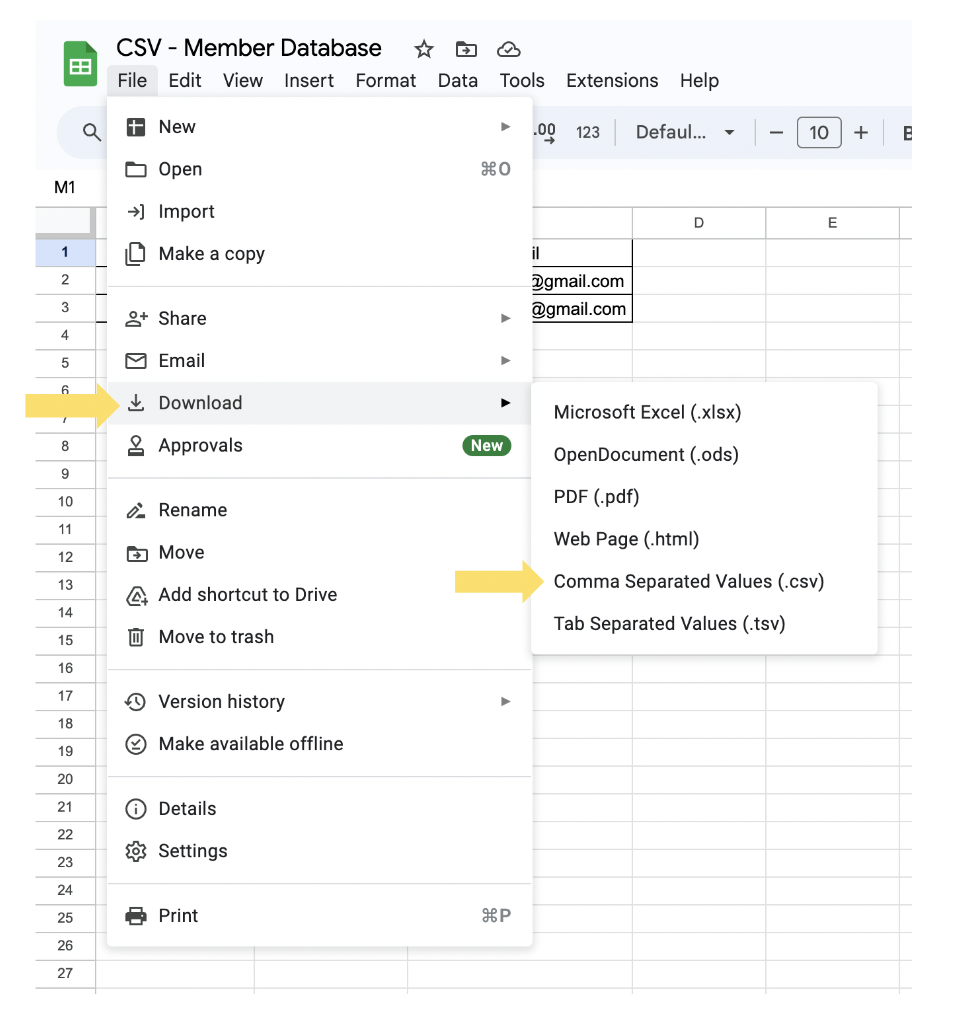 CSV - Member Database
File Edit View Insert Format Data Tools Extensions Help
.00 123 Defaul... 10 B
M1
D E
1
2 @gmail.com
3 @gmail.com
4
5
6
7
8
9
10
11
12
13
14
15
16
17
18
19
20
21
22
23
24
25
26
27
New
Open ⌘O
Import
Make a copy
Share
Email
Download
Approvals New
Rename
Move
Add shortcut to Drive
Move to trash
Version history
Make available offline
Details
Settings
Print ⌘P
Microsoft Excel (.xlsx)
OpenDocument (.ods)
PDF (.pdf)
Web Page (.html)
Comma Separated Values (.csv)
Tab Separated Values (.tsv)